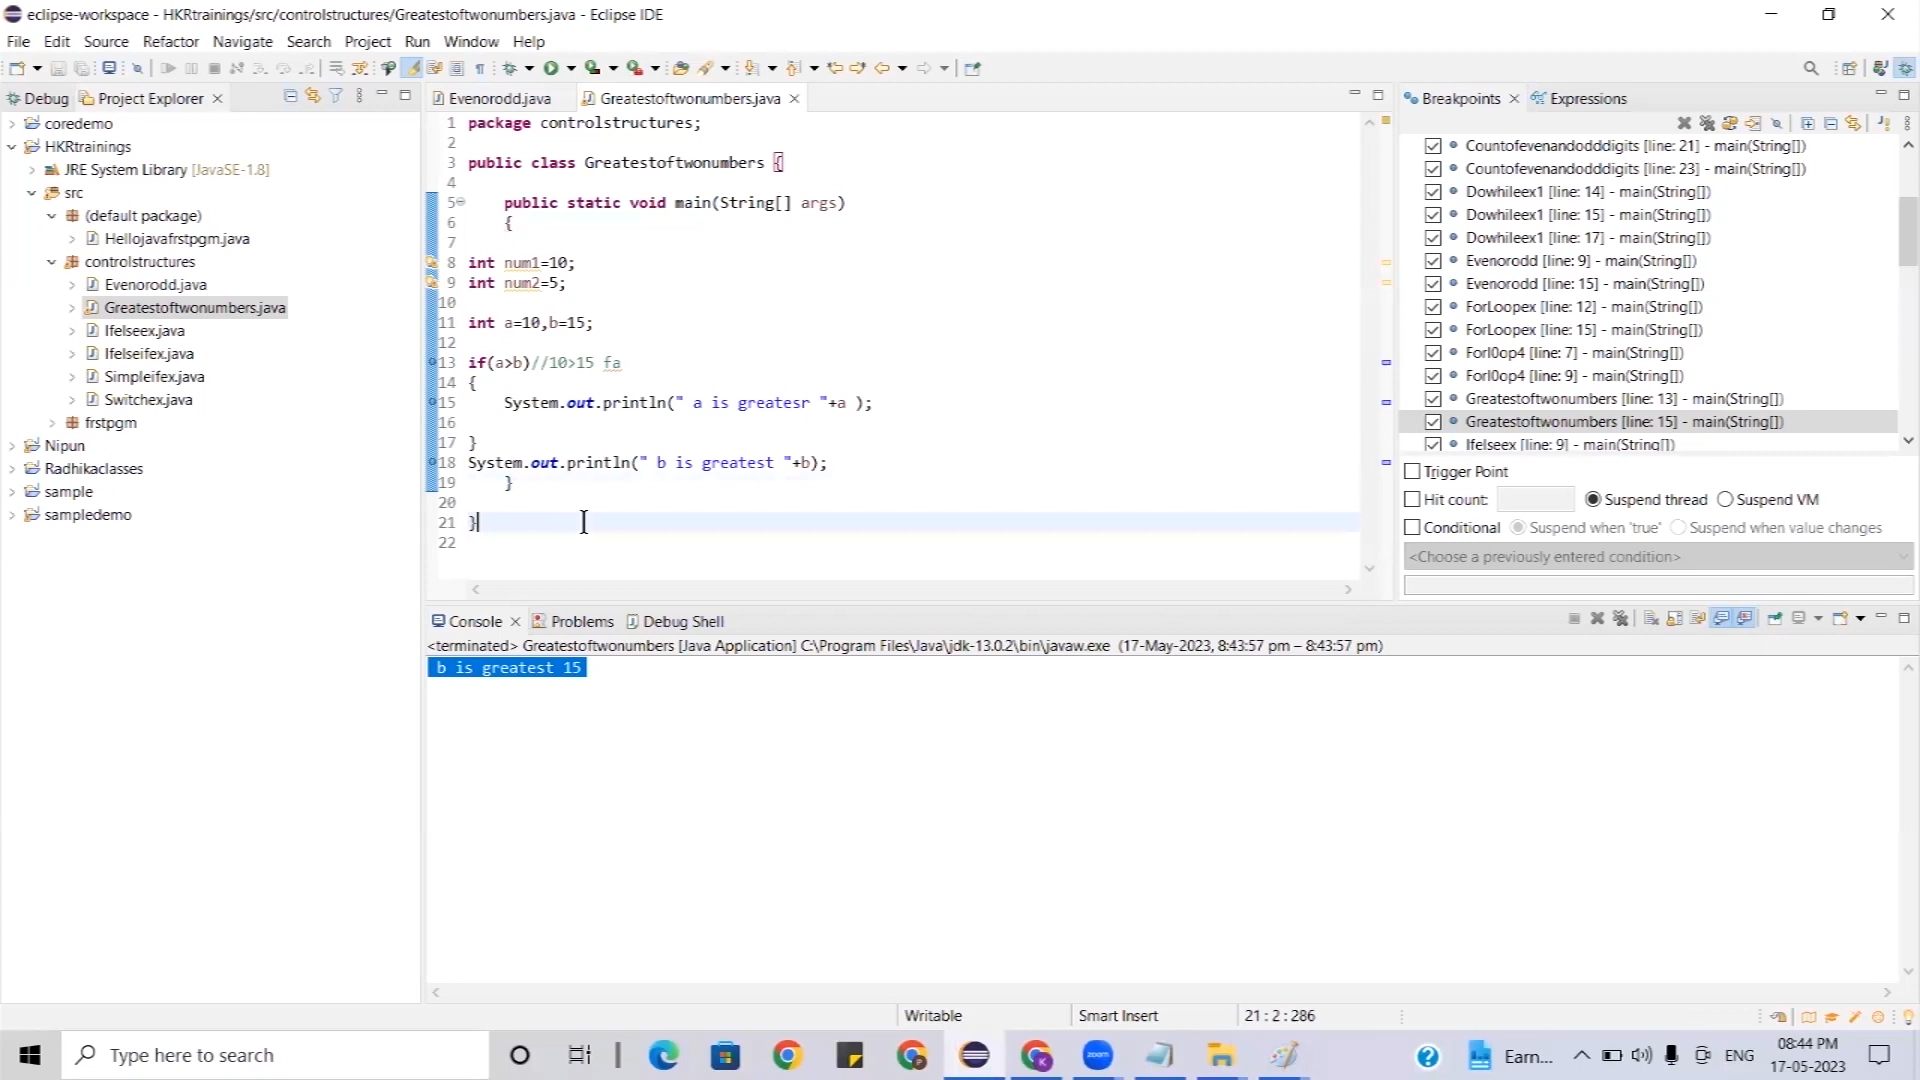 eclipse-workspace - HKRtrainings/src/controlstructures/Greatestoftwonumbers.java - Eclipse IDE
File Edit Source Refactor Navigate Search Project Run Window Help
Debug Project Explorer
coredemo
HKRtrainings
JRE System Library [JavaSE-1.8]
src
(default package)
Hellojavafrstpgm.java
controlstructures
Evenorodd.java
Greatestoftwonumbers.java
Ifelseex.java
Ifelseifex.java
Simpleifex.java
Switchex.java
frstpgm
Nipun
Radhikaclasses
sample
sampledemo
Evenorodd.java Greatestoftwonumbers.java
1 package controlstructures;
2
3 public class Greatestoftwonumbers {
4
5 public static void main(String[] args)
6 {
7
8 int num1=10;
9 int num2=5;
10
11 int a=10,b=15;
12
13 if(a>b)//10>15 fa
14 {
15 System.out.println(" a is greatesr "+a );
16
17 }
18 System.out.println(" b is greatest "+b);
19 }
20
21 }
22
Breakpoints Expressions
Countofevenandodddigits [line: 21] - main(String[])
Countofevenandodddigits [line: 23] - main(String[])
Dowhileex1 [line: 14] - main(String[])
Dowhileex1 [line: 15] - main(String[])
Dowhileex1 [line: 17] - main(String[])
Evenorodd [line: 9] - main(String[])
Evenorodd [line: 15] - main(String[])
ForLoopex [line: 12] - main(String[])
ForLoopex [line: 15] - main(String[])
Forl0op4 [line: 7] - main(String[])
Forl0op4 [line: 9] - main(String[])
Greatestoftwonumbers [line: 13] - main(String[])
Greatestoftwonumbers [line: 15] - main(String[])
Ifelseex [line: 9] - main(String[])
Trigger Point
Hit count: Suspend thread Suspend VM
Conditional Suspend when 'true' Suspend when value changes
<Choose a previously entered condition>
Console Problems Debug Shell
<terminated> Greatestoftwonumbers [Java Application] C:\Program Files\Java\jdk-13.0.2\bin\javaw.exe (17-May-2023, 8:43:57 pm – 8:43:57 pm)
b is greatest 15
Writable Smart Insert 21 : 2 : 286
Type here to search
zoom
Earn...
ENG
08:44 PM
17-05-2023